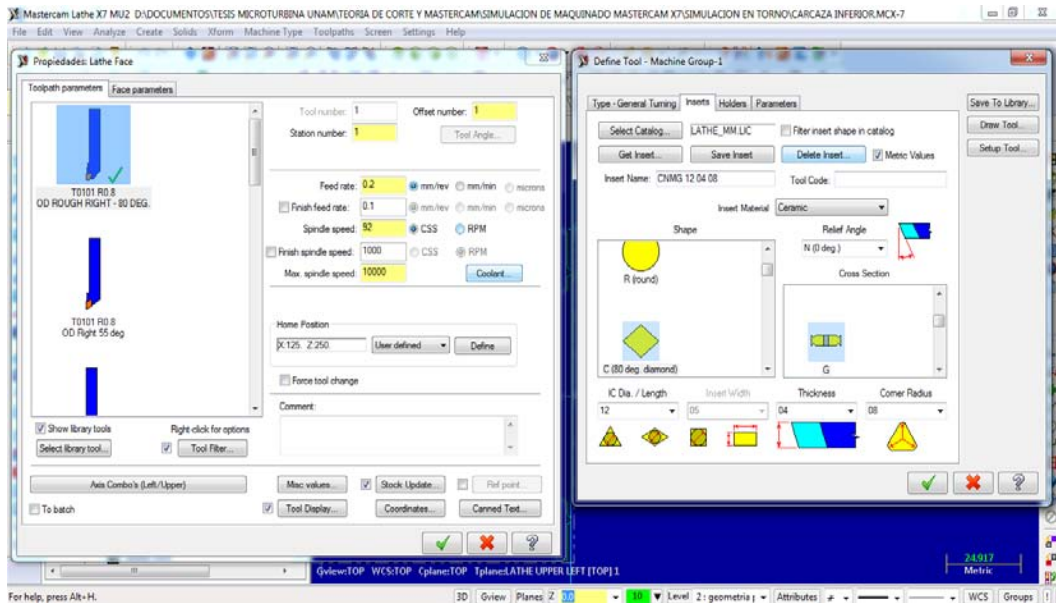 Mastercam Lathe X7 MU2 D:\DOCUMENTOS\TESIS MICROTURBINA UNAM\TEORIA DE CORTE Y MASTERCAM\SIMULACION DE MAQUINADO MASTERCAM X7\SIMULACION EN TORNO\CARCAZA INFERIOR.MCX-7
File Edit View Analyze Create Solids Xform Machine Type Toolpaths Screen Settings Help
Propiedades: Lathe Face
Toolpath parameters Face parameters
T0101 R0.8
OD ROUGH RIGHT - 80 DEG.
T0101 R0.8
OD Right 55 deg
Show library tools Right click for options
Select library tool... Tool Filter...
Axis Combo's (Left/Upper)
To batch
Tool number: 1 Offset number: 1
Station number: 1 Tool Angle...
Feed rate: 0.2 mm/rev mm/min microns
Finish feed rate: 0.1 mm/rev mm/min microns
Spindle speed: 92 CSS RPM
Finish spindle speed: 1000 CSS RPM
Max. spindle speed: 10000 Coolant...
Home Position
X:125. Z:250. User defined Define
Force tool change
Comment:
Misc values... Stock Update... Ref point...
Tool Display... Coordinates... Canned Text...
Define Tool - Machine Group-1
Type - General Turning Inserts Holders Parameters
Select Catalog... LATHE_MM.LIC Filter insert shape in catalog
Get Insert... Save Insert Delete Insert... Metric Values
Insert Name: CNMG 12 04 08 Tool Code:
Insert Material Ceramic
Shape Relief Angle
N (0 deg.)
Cross Section
R (round)
C (80 deg. diamond) G
IC Dia. / Length Insert Width Thickness Corner Radius
12 05 04 08
Save To Library...
Draw Tool...
Setup Tool...
Gview:TOP WCS:TOP Cplane:TOP Tplane:LATHE UPPER LEFT [TOP]:1
24.917
Metric
For help, press Alt+H.
3D Gview Planes Z 0.0 10 Level 2 : geometria Attributes WCS Groups